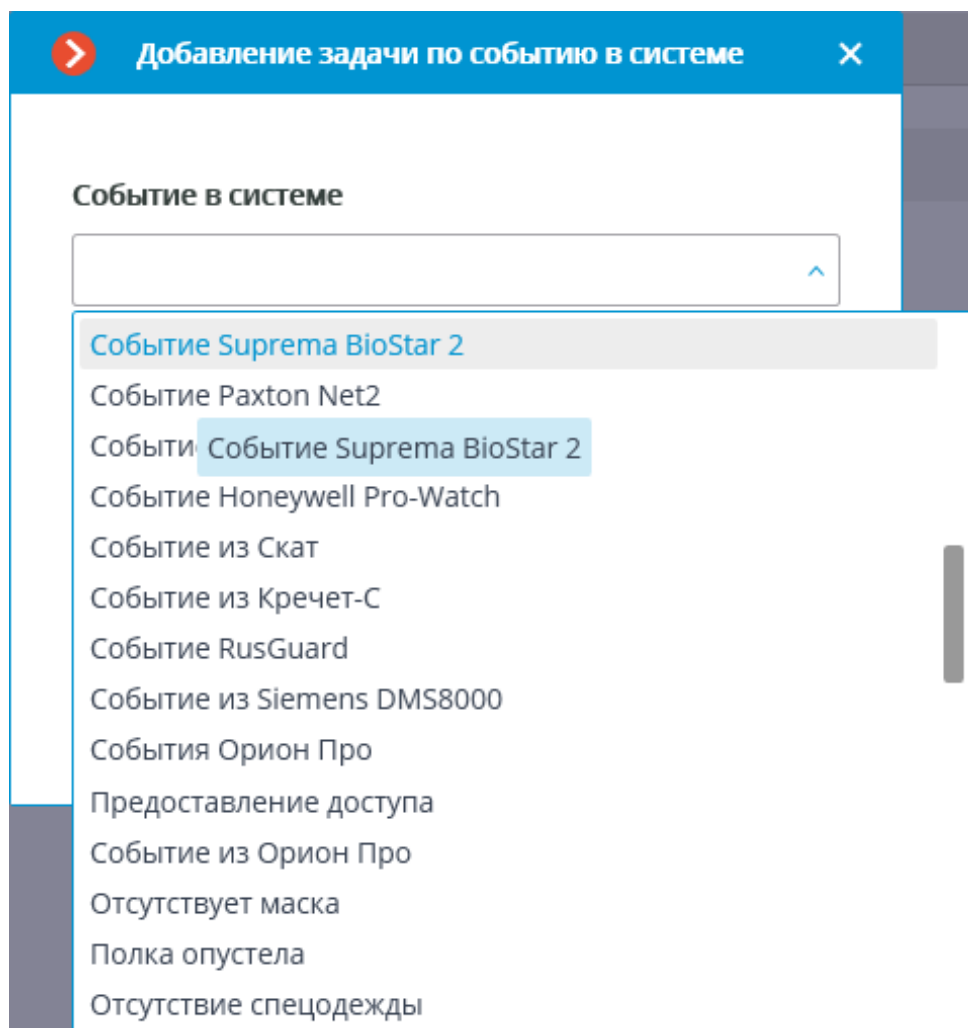 Добавление задачи по событию в системе
Событие в системе
Событие Suprema BioStar 2
Событие Paxton Net2
Событие Suprema BioStar 2
Событие Honeywell Pro-Watch
Событие из Скат
Событие из Кречет-С
Событие RusGuard
Событие из Siemens DMS8000
События Орион Про
Предоставление доступа
Событие из Орион Про
Отсутствует маска
Полка опустела
Отсутствие спецодежды